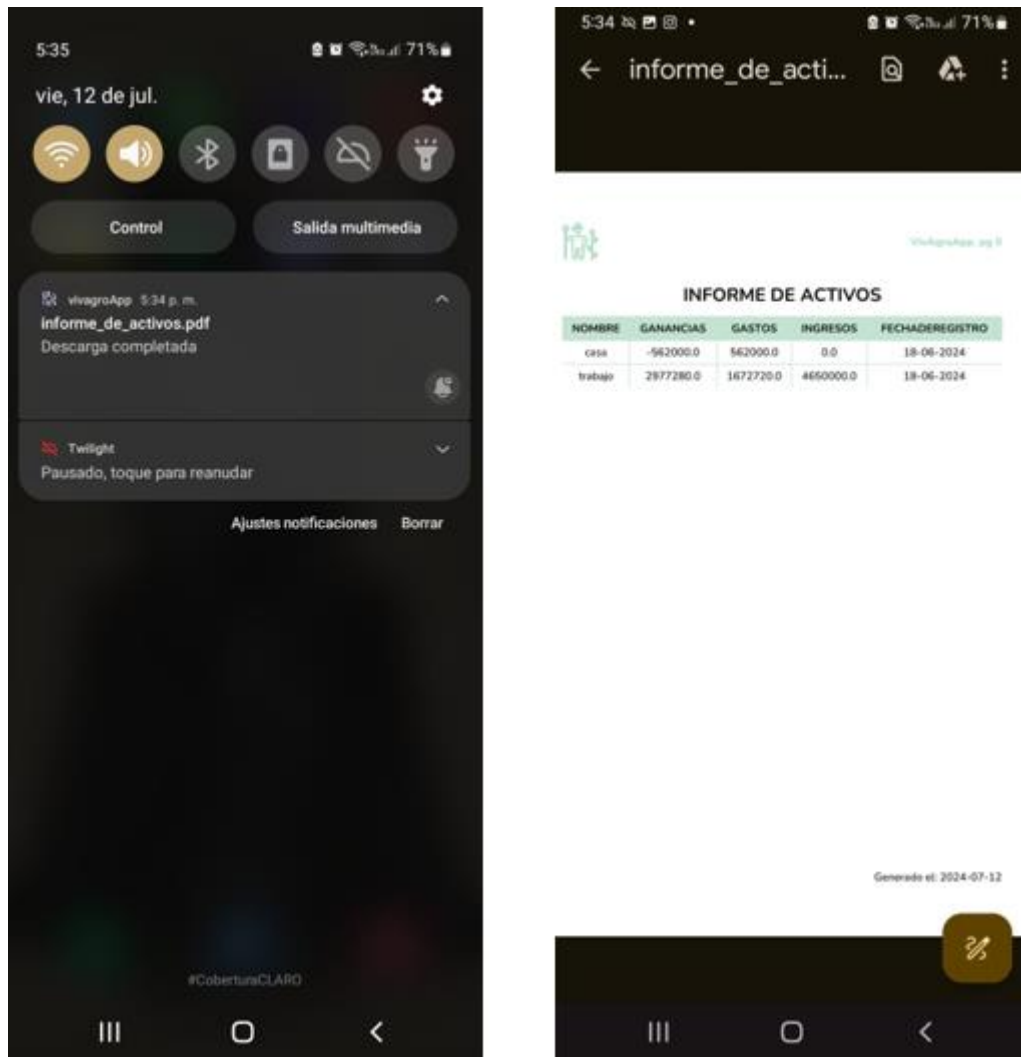 5:35
71%
vie, 12 de jul.
Control
Salida multimedia
vivagroApp 5:34 p. m.
informe_de_activos.pdf
Descarga completada
Twilight
Pausado, toque para reanudar
Ajustes notificaciones Borrar
#CoberturaCLARO
5:34
71%
informe_de_acti...
VivAgroApp, pg 0
INFORME DE ACTIVOS
NOMBRE GANANCIAS GASTOS INGRESOS FECHADEREGISTRO
casa -562000.0 562000.0 0.0 18-06-2024
trabajo 2977280.0 1672720.0 4650000.0 18-06-2024
Generado el: 2024-07-12